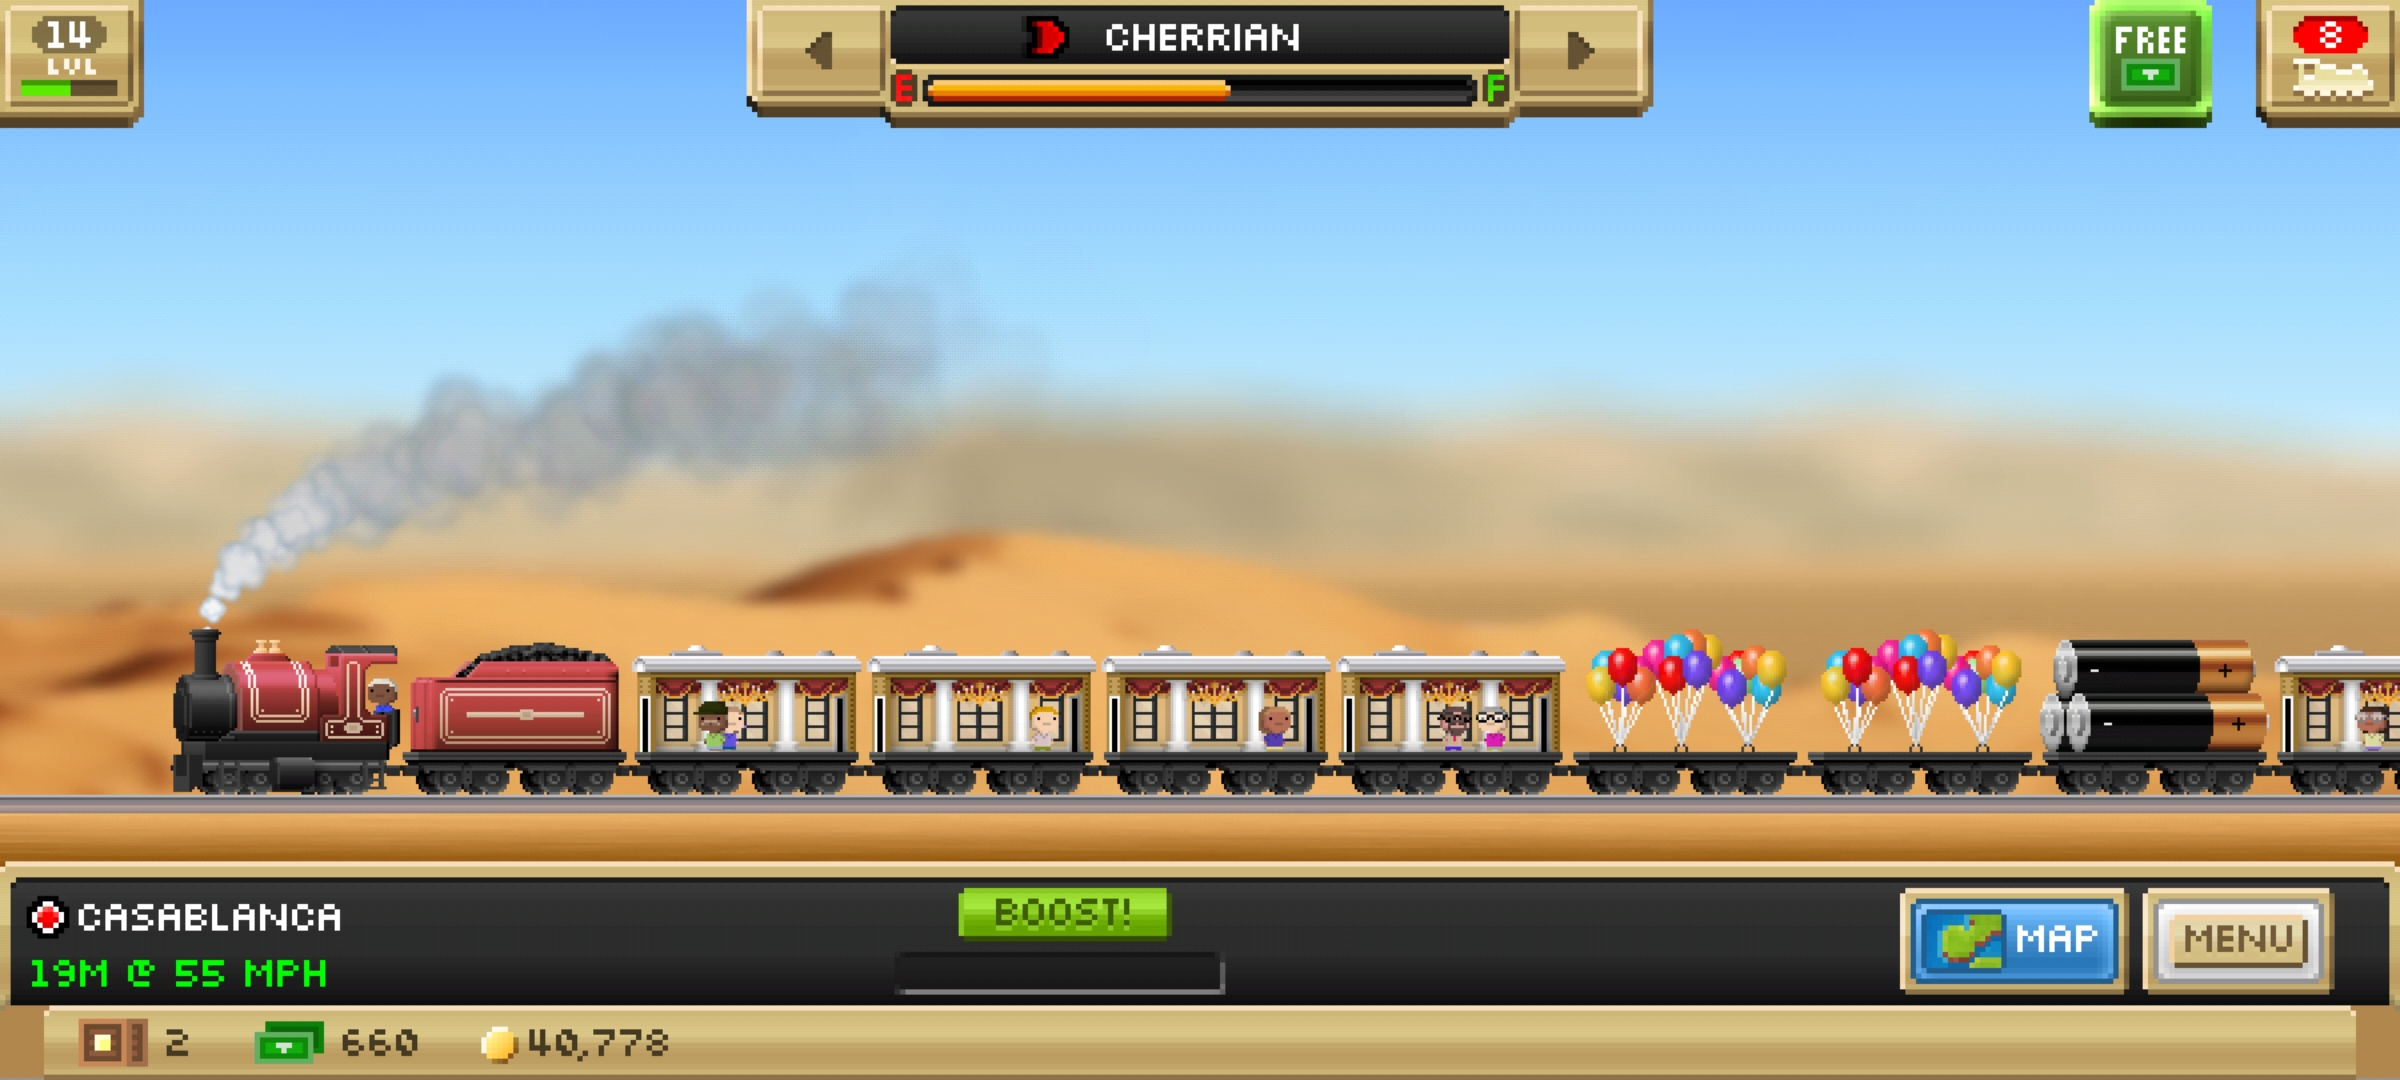 14
LVL
CHERRIAN
E F
FREE
8
- +
- +
CASABLANCA
19M @ 55 MPH
BOOST!
MAP
MENU
2 660 40,778